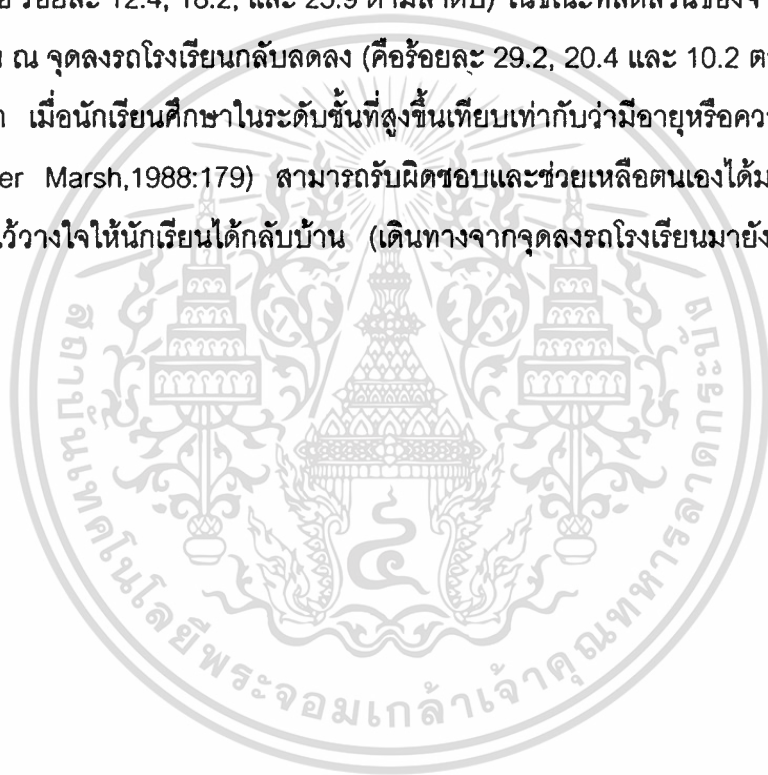 ร้อยละ 12.4, 18.2, และ 25.9 ตามลำดับ) ในขณะที่สัดส่วนของจ
ณ จุดลงรถโรงเรียนกลับลดลง (คือร้อยละ 29.2, 20.4 และ 10.2 ต
เมื่อนักเรียนศึกษาในระดับชั้นที่สูงขึ้นเทียบเท่ากับว่ามีอายุหรือคว
er Marsh,1988:179) สามารถรับผิดชอบและช่วยเหลือตนเองได้ม
ว้วางใจให้นักเรียนได้กลับบ้าน (เดินทางจากจุดลงรถโรงเรียนมายัง
สถาบันเทคโนโลยีพระจอมเกล้าเจ้าคุณทหารลาดกระบัง